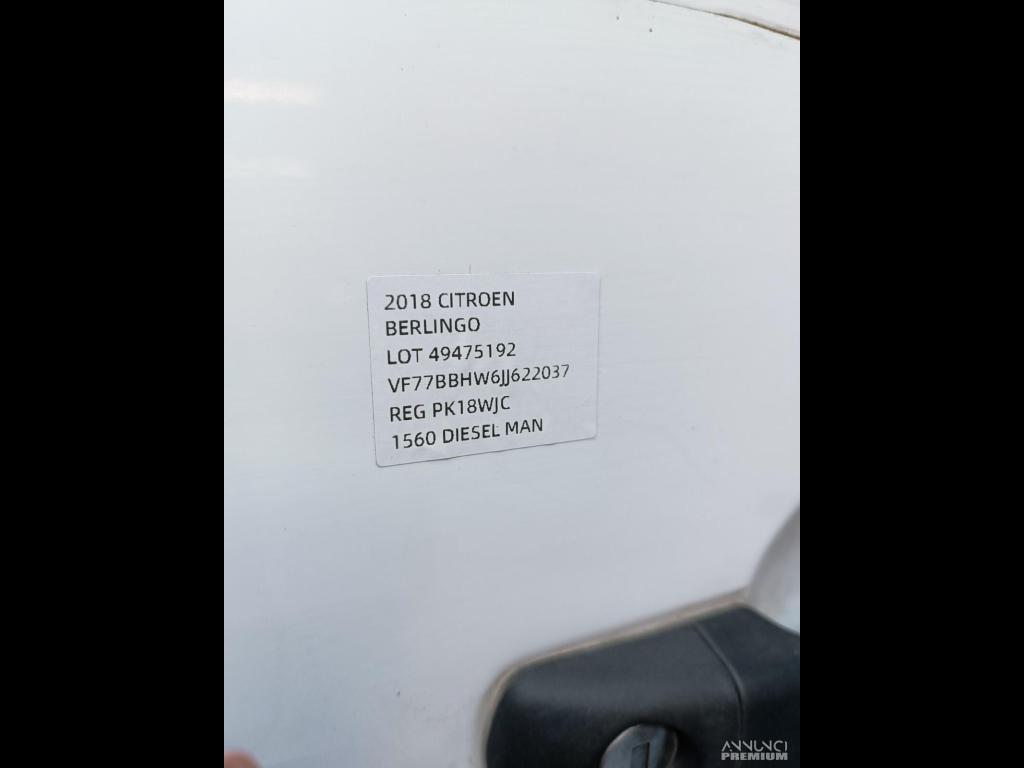 2018 CITROEN
BERLINGO
LOT 49475192
VF77BBHW6JJ622037
REG PK18WJC
1560 DIESEL MAN
ANNUNCI
PREMIUM